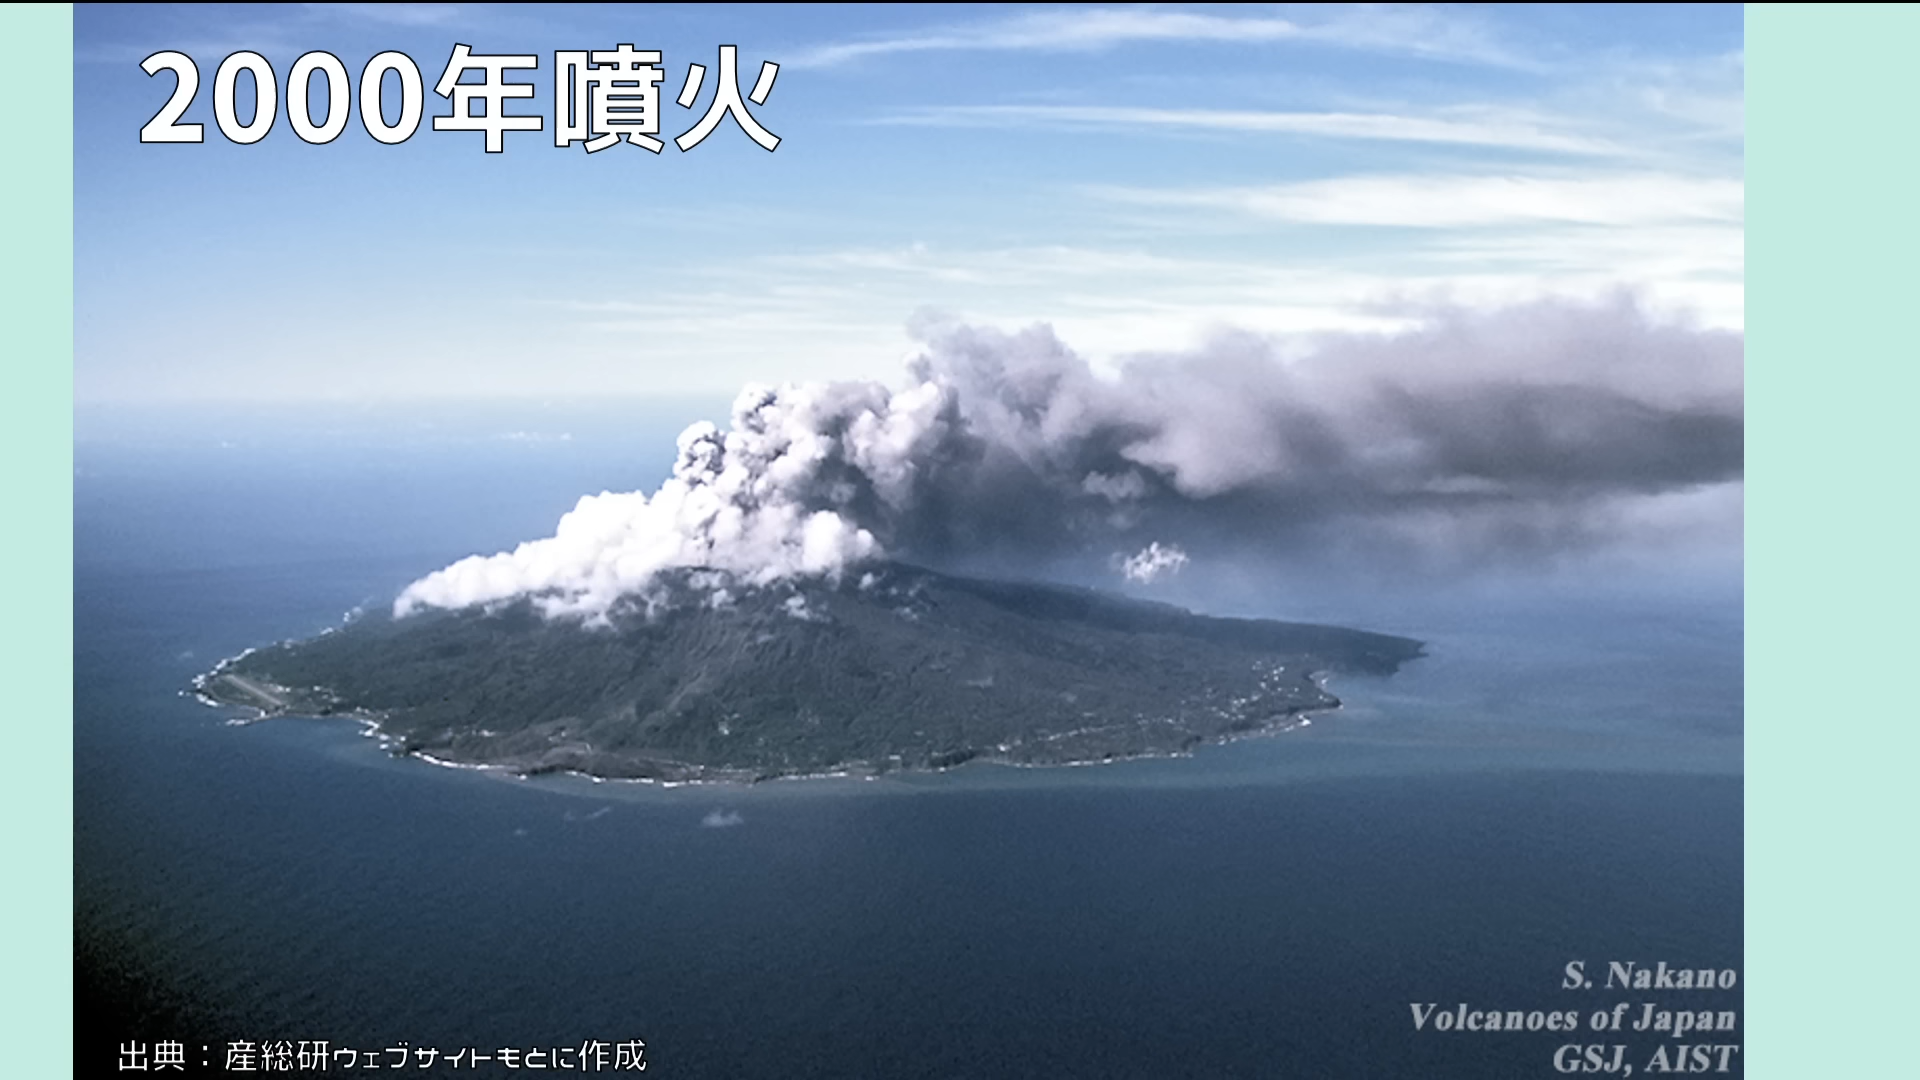 2000年噴火
S. Nakano
Volcanoes of Japan
GSJ, AIST
出典：産総研ウェブサイトもとに作成